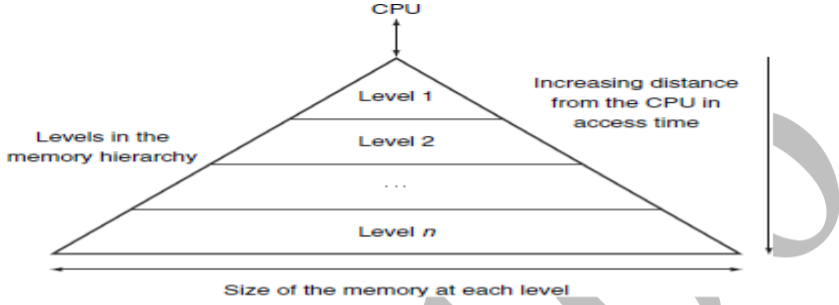 CPU
Level 1
Increasing distance
from the CPU in
access time
Levels in the
memory hierarchy
Level 2
...
Level n
Size of the memory at each level